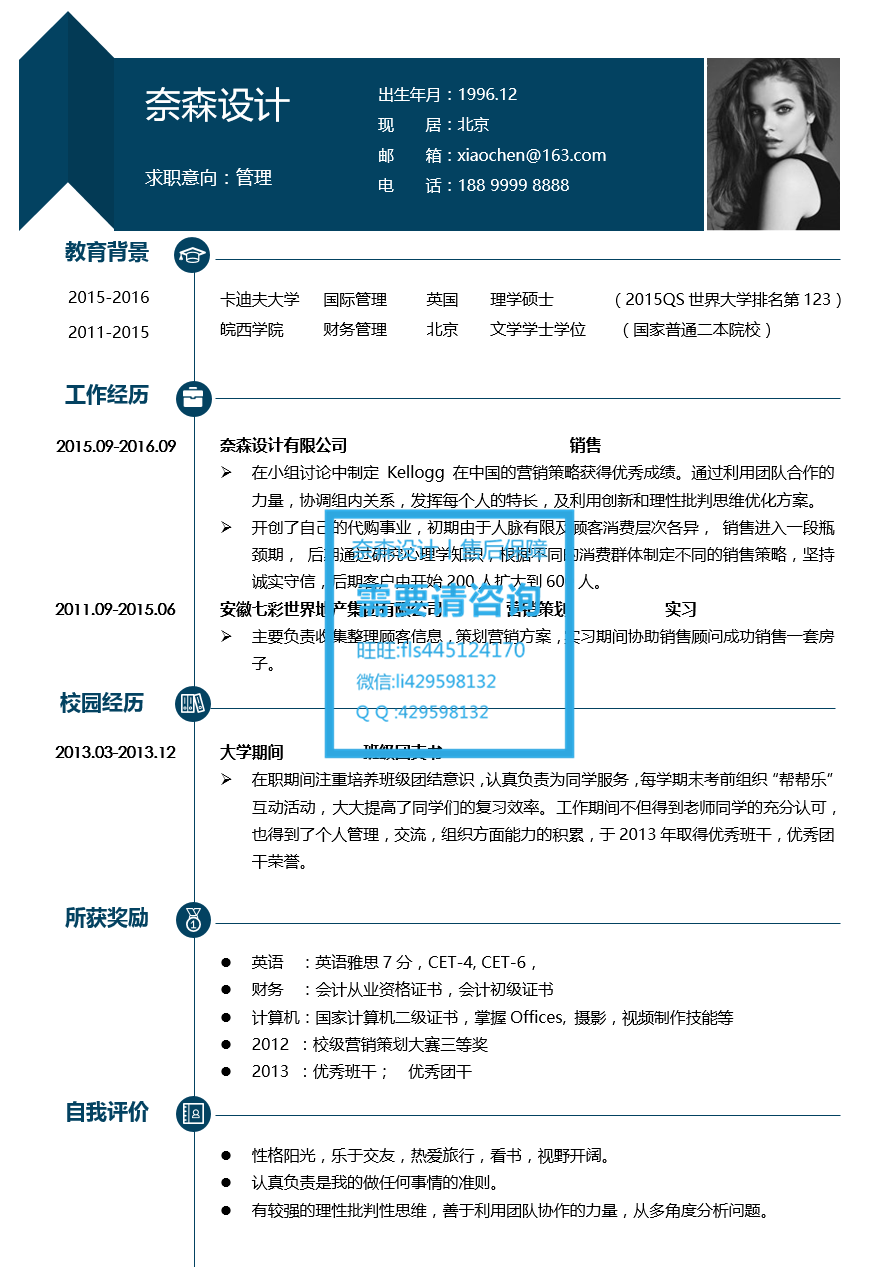 奈森设计
求职意向：管理
出生年月：1996.12
现　　居：北京
邮　　箱：xiaochen@163.com
电　　话：188 9999 8888
教育背景
2015-2016 卡迪夫大学 国际管理 英国 理学硕士 （2015QS 世界大学排名第 123）
2011-2015 皖西学院 财务管理 北京 文学学士学位 （国家普通二本院校）
工作经历
2015.09-2016.09 奈森设计有限公司 销售
➢ 在小组讨论中制定 Kellogg 在中国的营销策略获得优秀成绩。通过利用团队合作的
力量，协调组内关系，发挥每个人的特长，及利用创新和理性批判思维优化方案。
➢ 开创了自己的代购事业，初期由于人脉有限及顾客消费层次各异， 销售进入一段瓶
颈期， 后期通过研究心理学知识，根据不同的消费群体制定不同的销售策略，坚持
诚实守信，后期客户由开始 200 人扩大到 600 人。
2011.09-2015.06 安徽七彩世界地产集团有限公司 营销策划 实习
➢ 主要负责收集整理顾客信息，策划营销方案，实习期间协助销售顾问成功销售一套房
子。
奈森设计丨售后保障
需要请咨询
旺旺:fls445124170
微信:li429598132
Q Q :429598132
校园经历
2013.03-2013.12 大学期间 班级团支书
➢ 在职期间注重培养班级团结意识，认真负责为同学服务，每学期末考前组织“帮帮乐”
互动活动，大大提高了同学们的复习效率。工作期间不但得到老师同学的充分认可，
也得到了个人管理，交流，组织方面能力的积累，于 2013 年取得优秀班干，优秀团
干荣誉。
所获奖励
● 英语　：英语雅思 7 分，CET-4, CET-6，
● 财务　：会计从业资格证书，会计初级证书
● 计算机：国家计算机二级证书，掌握 Offices, 摄影，视频制作技能等
● 2012 ：校级营销策划大赛三等奖
● 2013 ：优秀班干； 优秀团干
自我评价
● 性格阳光，乐于交友，热爱旅行，看书，视野开阔。
● 认真负责是我的做任何事情的准则。
● 有较强的理性批判性思维，善于利用团队协作的力量，从多角度分析问题。